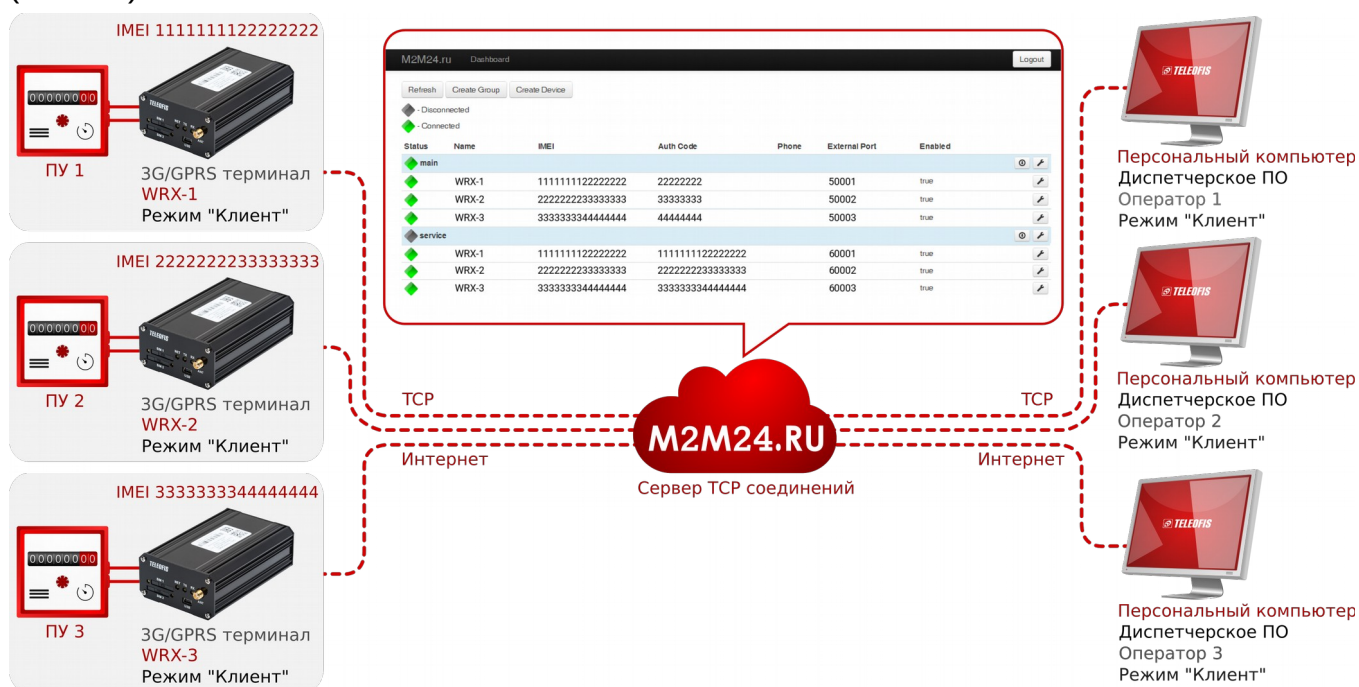 IMEI 1111111122222222
00000000
ПУ 1
TELEOFIS
3G/GPRS терминал
WRX-1
Режим "Клиент"
IMEI 2222222233333333
00000000
ПУ 2
TELEOFIS
3G/GPRS терминал
WRX-2
Режим "Клиент"
IMEI 3333333344444444
00000000
ПУ 3
TELEOFIS
3G/GPRS терминал
WRX-3
Режим "Клиент"
M2M24.ru Dashboard Logout
Refresh Create Group Create Device
- Disconnected
- Connected
Status Name IMEI Auth Code Phone External Port Enabled
main
WRX-1 1111111122222222 22222222 50001 true
WRX-2 2222222233333333 33333333 50002 true
WRX-3 3333333344444444 44444444 50003 true
service
WRX-1 1111111122222222 1111111122222222 60001 true
WRX-2 2222222233333333 2222222233333333 60002 true
WRX-3 3333333344444444 3333333344444444 60003 true
TCP
Интернет
M2M24.RU
Сервер TCP соединений
TCP
Интернет
TELEOFIS
Персональный компьютер
Диспетчерское ПО
Оператор 1
Режим "Клиент"
TELEOFIS
Персональный компьютер
Диспетчерское ПО
Оператор 2
Режим "Клиент"
TELEOFIS
Персональный компьютер
Диспетчерское ПО
Оператор 3
Режим "Клиент"